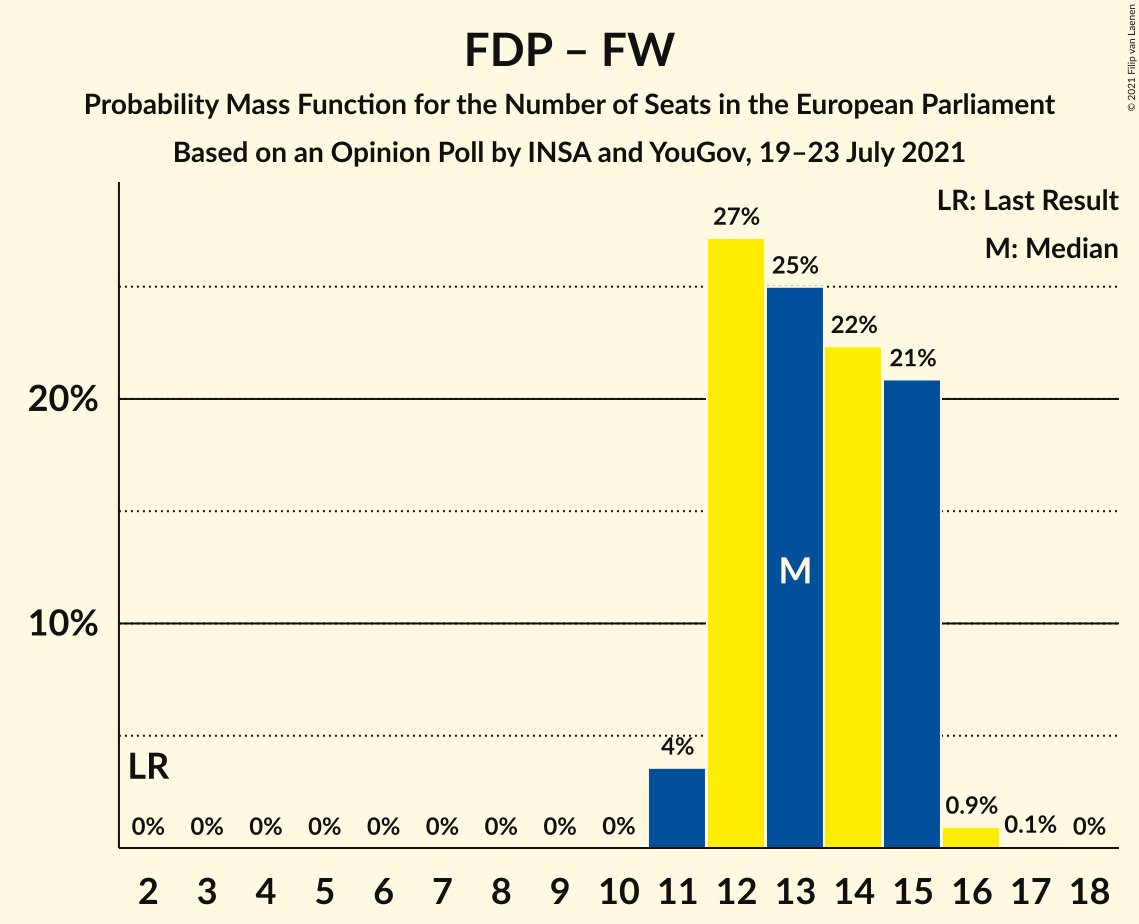 FDP – FW
Probability Mass Function for the Number of Seats in the European Parliament
Based on an Opinion Poll by INSA and YouGov, 19–23 July 2021
© 2021 Filip van Laenen
LR: Last Result
M: Median
27%
25%
22%
21%
20%
M
10%
4%
LR
0.9%
0% 0% 0% 0% 0% 0% 0% 0% 0% 0.1% 0%
2 3 4 5 6 7 8 9 10 11 12 13 14 15 16 17 18